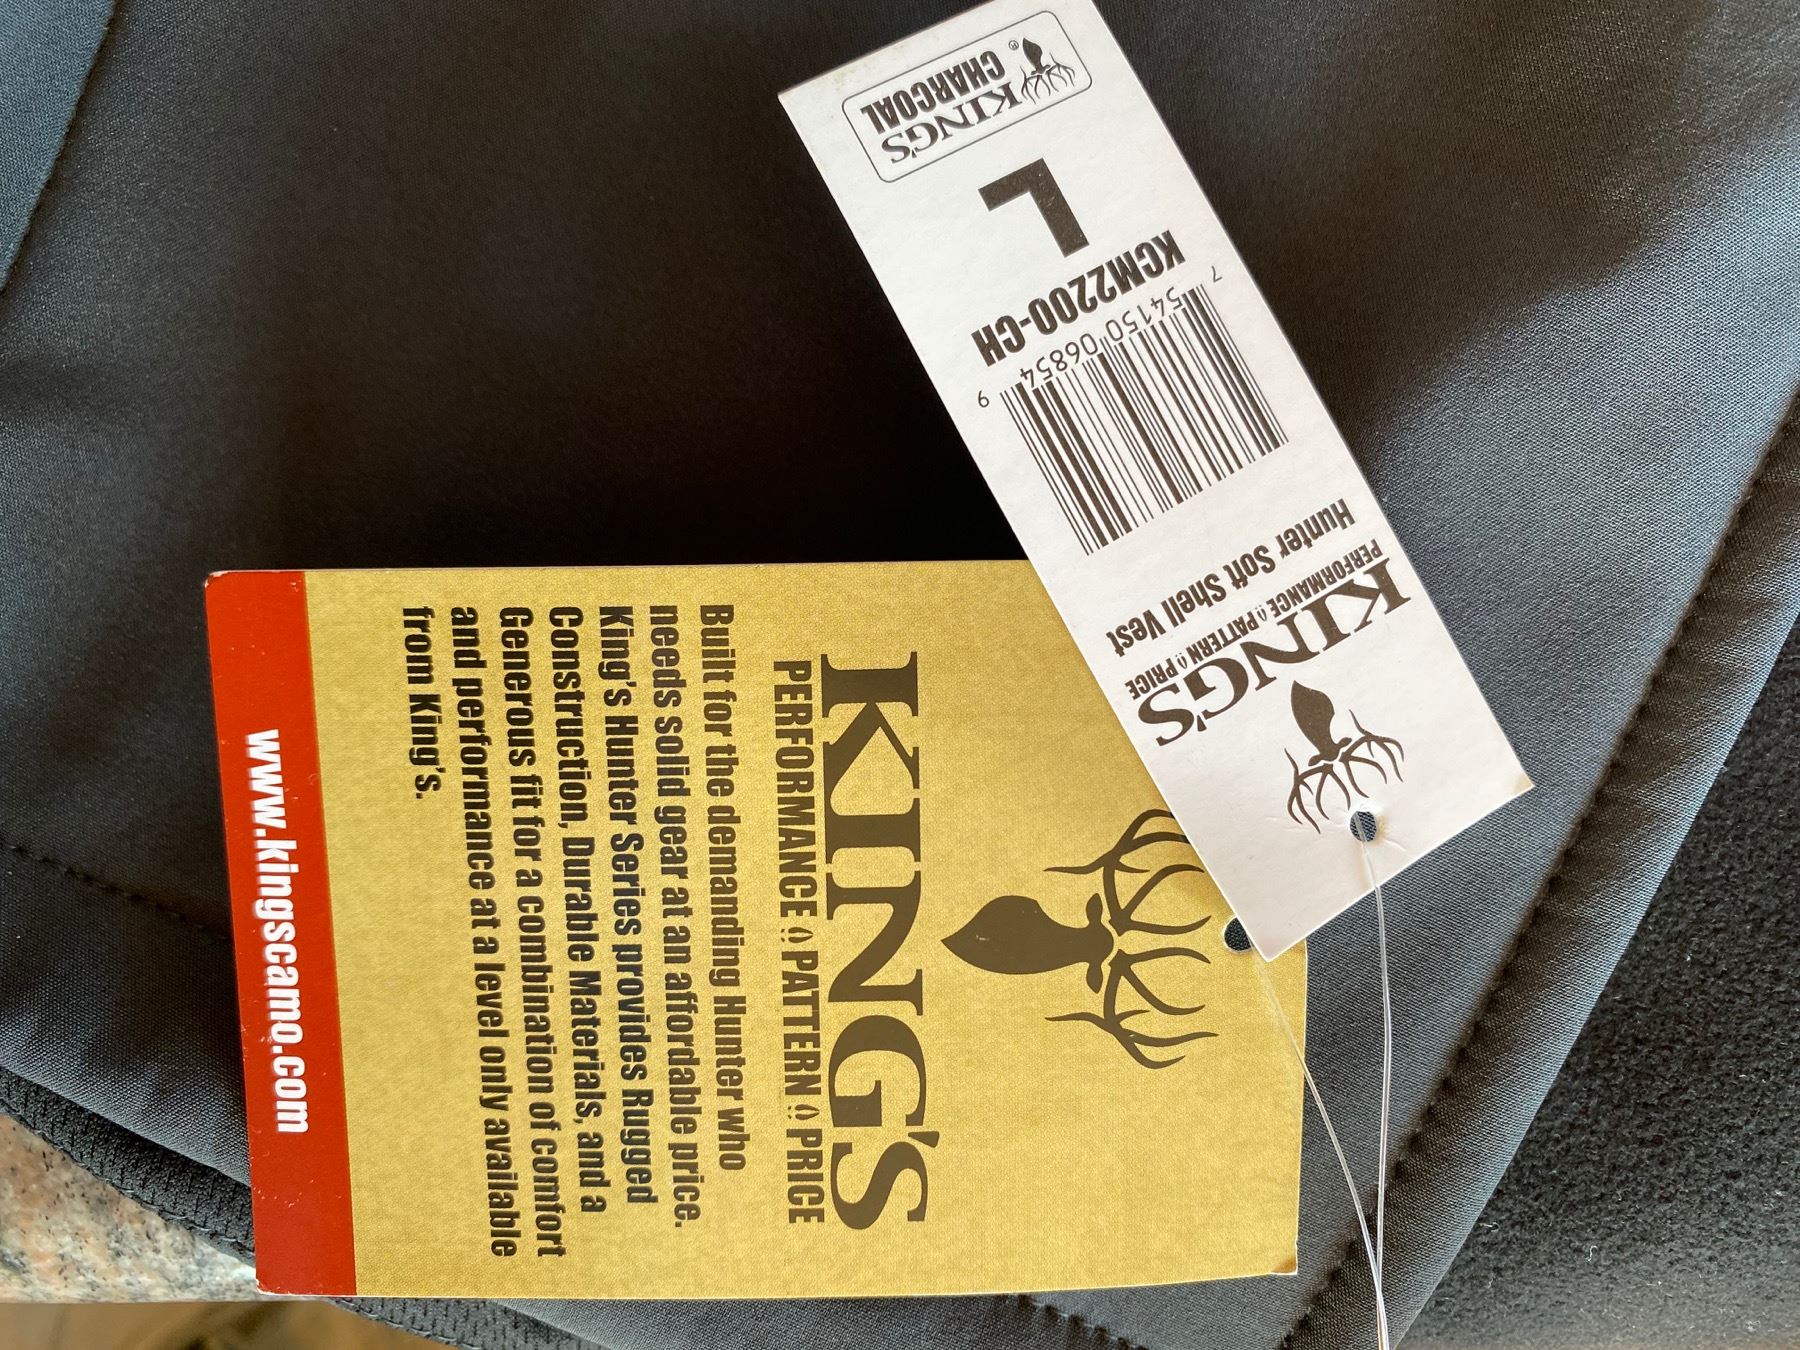 KING'S
PERFORMANCE PATTERN PRICE
Built for the demanding Hunter who
needs solid gear at an affordable price.
King's Hunter Series provides Rugged
Construction, Durable Materials, and a
Generous fit for a combination of comfort
and performance at a level only available
from King's.
www.kingscamo.com
KING'S
PERFORMANCE PATTERN PRICE
Hunter Soft Shell Vest
7 54150 06854 9
KCM2200-CH
L
KING'S®
CHARCOAL